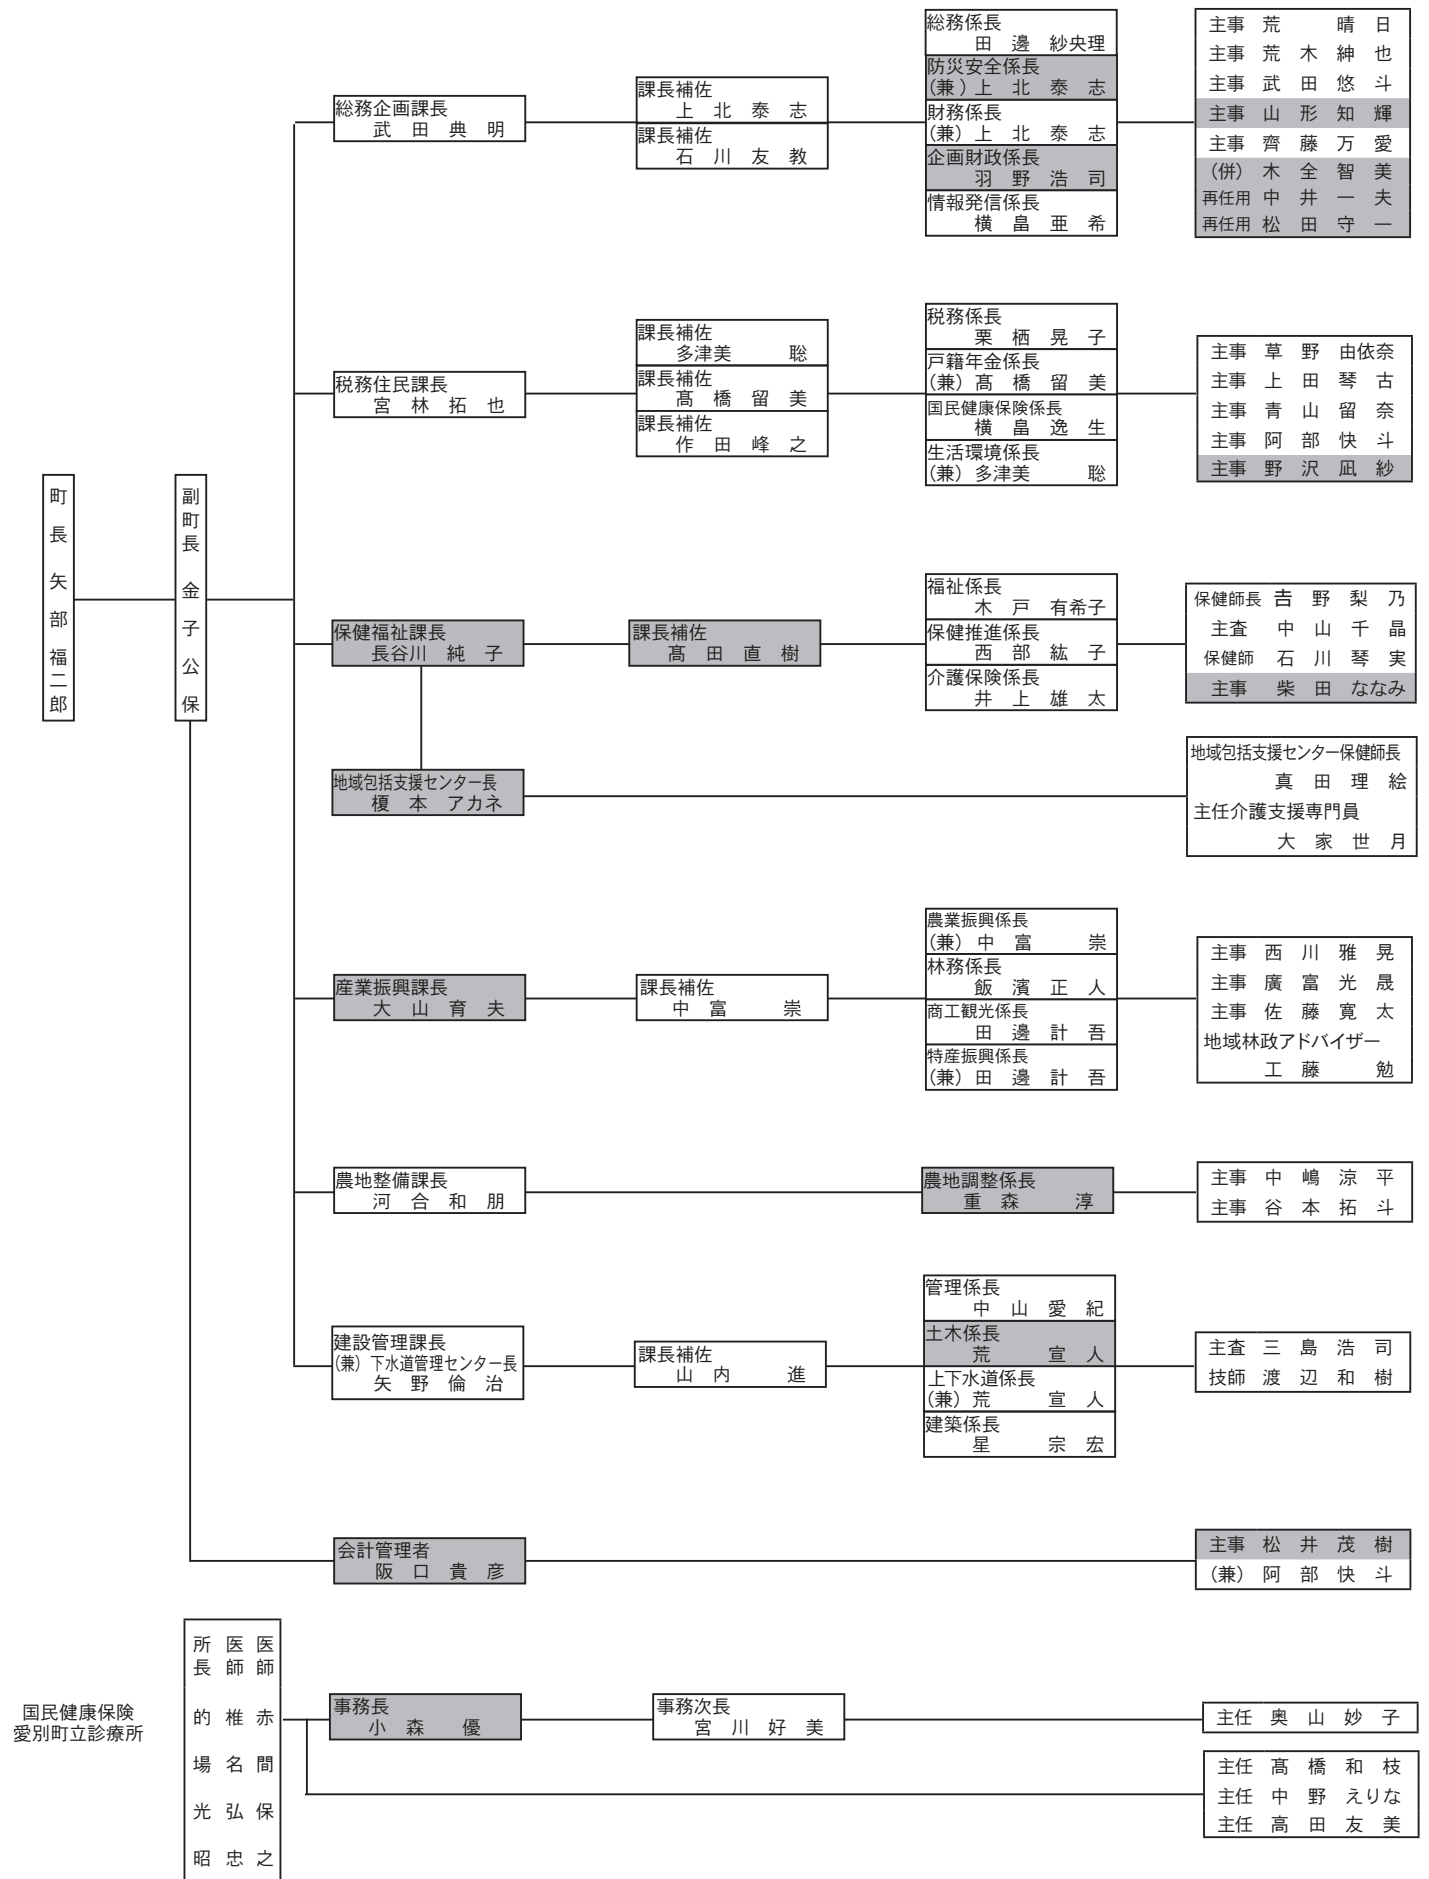 町長 矢部福二郎
副町長 金子公保
総務企画課長
武田典明
課長補佐
上北泰志
課長補佐
石川友教
総務係長
田邊紗央理
防災安全係長
(兼)上北泰志
財務係長
(兼)上北泰志
企画財政係長
羽野浩司
情報発信係長
横畠亜希
主事 荒 晴日
主事 荒木紳也
主事 武田悠斗
主事 山形知輝
主事 齊藤万愛
(併) 木全智美
再任用 中井一夫
再任用 松田守一
税務住民課長
宮林拓也
課長補佐
多津美 聡
課長補佐
髙橋留美
課長補佐
作田峰之
税務係長
栗栖晃子
戸籍年金係長
(兼)髙橋留美
国民健康保険係長
横畠逸生
生活環境係長
(兼)多津美 聡
主事 草野由依奈
主事 上田琴古
主事 青山留奈
主事 阿部快斗
主事 野沢凪紗
保健福祉課長
長谷川純子
課長補佐
髙田直樹
福祉係長
木戸有希子
保健推進係長
西部紘子
介護保険係長
井上雄太
保健師長 𠮷野梨乃
主査 中山千晶
保健師 石川琴実
主事 柴田ななみ
地域包括支援センター長
榎本アカネ
地域包括支援センター保健師長
真田理絵
主任介護支援専門員
大家世月
産業振興課長
大山育夫
課長補佐
中富 崇
農業振興係長
(兼)中富 崇
林務係長
飯濱正人
商工観光係長
田邊計吾
特産振興係長
(兼)田邊計吾
主事 西川雅晃
主事 廣富光晟
主事 佐藤寛太
地域林政アドバイザー
工藤 勉
農地整備課長
河合和朋
農地調整係長
重森 淳
主事 中嶋涼平
主事 谷本拓斗
建設管理課長
(兼)下水道管理センター長
矢野倫治
課長補佐
山内 進
管理係長
中山愛紀
土木係長
荒 宣人
上下水道係長
(兼)荒 宣人
建築係長
星 宗宏
主査 三島浩司
技師 渡辺和樹
会計管理者
阪口貴彦
主事 松井茂樹
(兼) 阿部快斗
国民健康保険
愛別町立診療所
所長 的場光昭
医師 椎名弘忠
医師 赤間保之
事務長
小森 優
事務次長
宮川好美
主任 奥山妙子
主任 髙橋和枝
主任 中野えりな
主任 高田友美